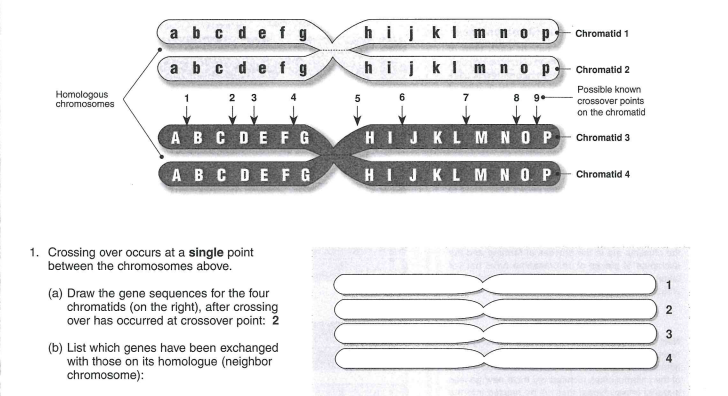 a b c d e f g h i j k l m n o p Chromatid 1
a b c d e f g h i j k l m n o p Chromatid 2
Homologous
chromosomes
1 2 3 4 5 6 7 8 9
Possible known
crossover points
on the chromatid
A B C D E F G H I J K L M N O P Chromatid 3
A B C D E F G H I J K L M N O P Chromatid 4
1. Crossing over occurs at a single point
between the chromosomes above.
(a) Draw the gene sequences for the four
chromatids (on the right), after crossing
over has occurred at crossover point: 2
(b) List which genes have been exchanged
with those on its homologue (neighbor
chromosome):
1
2
3
4